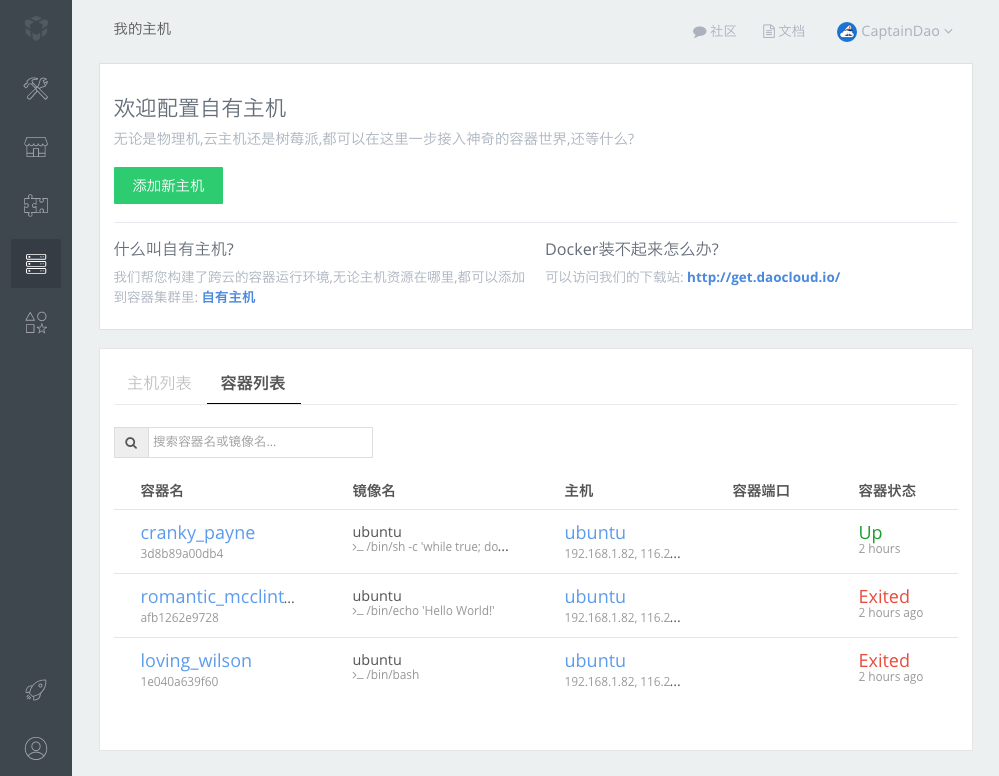 我的主机
社区 文档 CaptainDao
欢迎配置自有主机
无论是物理机,云主机还是树莓派,都可以在这里一步接入神奇的容器世界,还等什么?
添加新主机
什么叫自有主机?
我们帮您构建了跨云的容器运行环境,无论主机资源在哪里,都可以添加
到容器集群里: 自有主机
Docker装不起来怎么办?
可以访问我们的下载站: http://get.daocloud.io/
主机列表 容器列表
搜索容器名或镜像名...
容器名 镜像名 主机 容器端口 容器状态
cranky_payne ubuntu ubuntu Up
3d8b89a00db4 >_ /bin/sh -c 'while true; do... 192.168.1.82, 116.2... 2 hours
romantic_mcclint... ubuntu ubuntu Exited
afb1262e9728 >_ /bin/echo 'Hello World!' 192.168.1.82, 116.2... 2 hours ago
loving_wilson ubuntu ubuntu Exited
1e040a639f60 >_ /bin/bash 192.168.1.82, 116.2... 2 hours ago